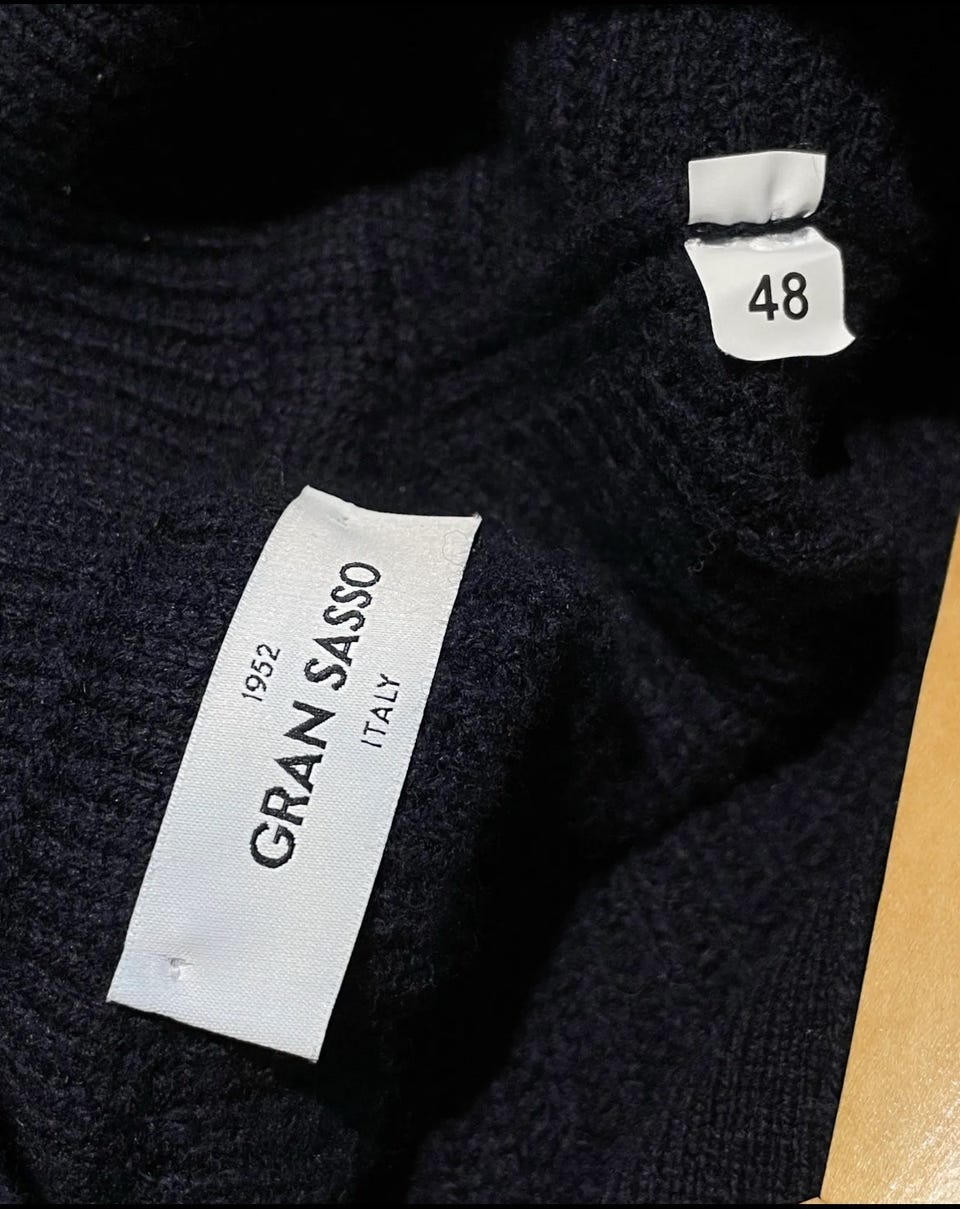 48
1952
GRAN SASSO
ITALY